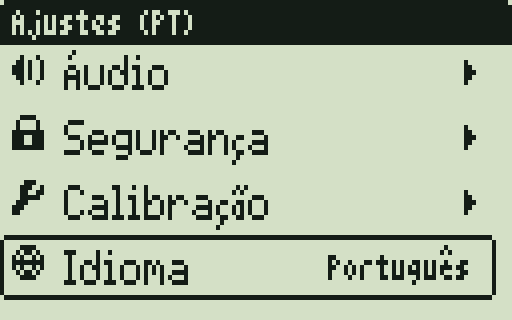 Ajustes (PT)
Áudio
Segurança
Calibração
Idioma Português